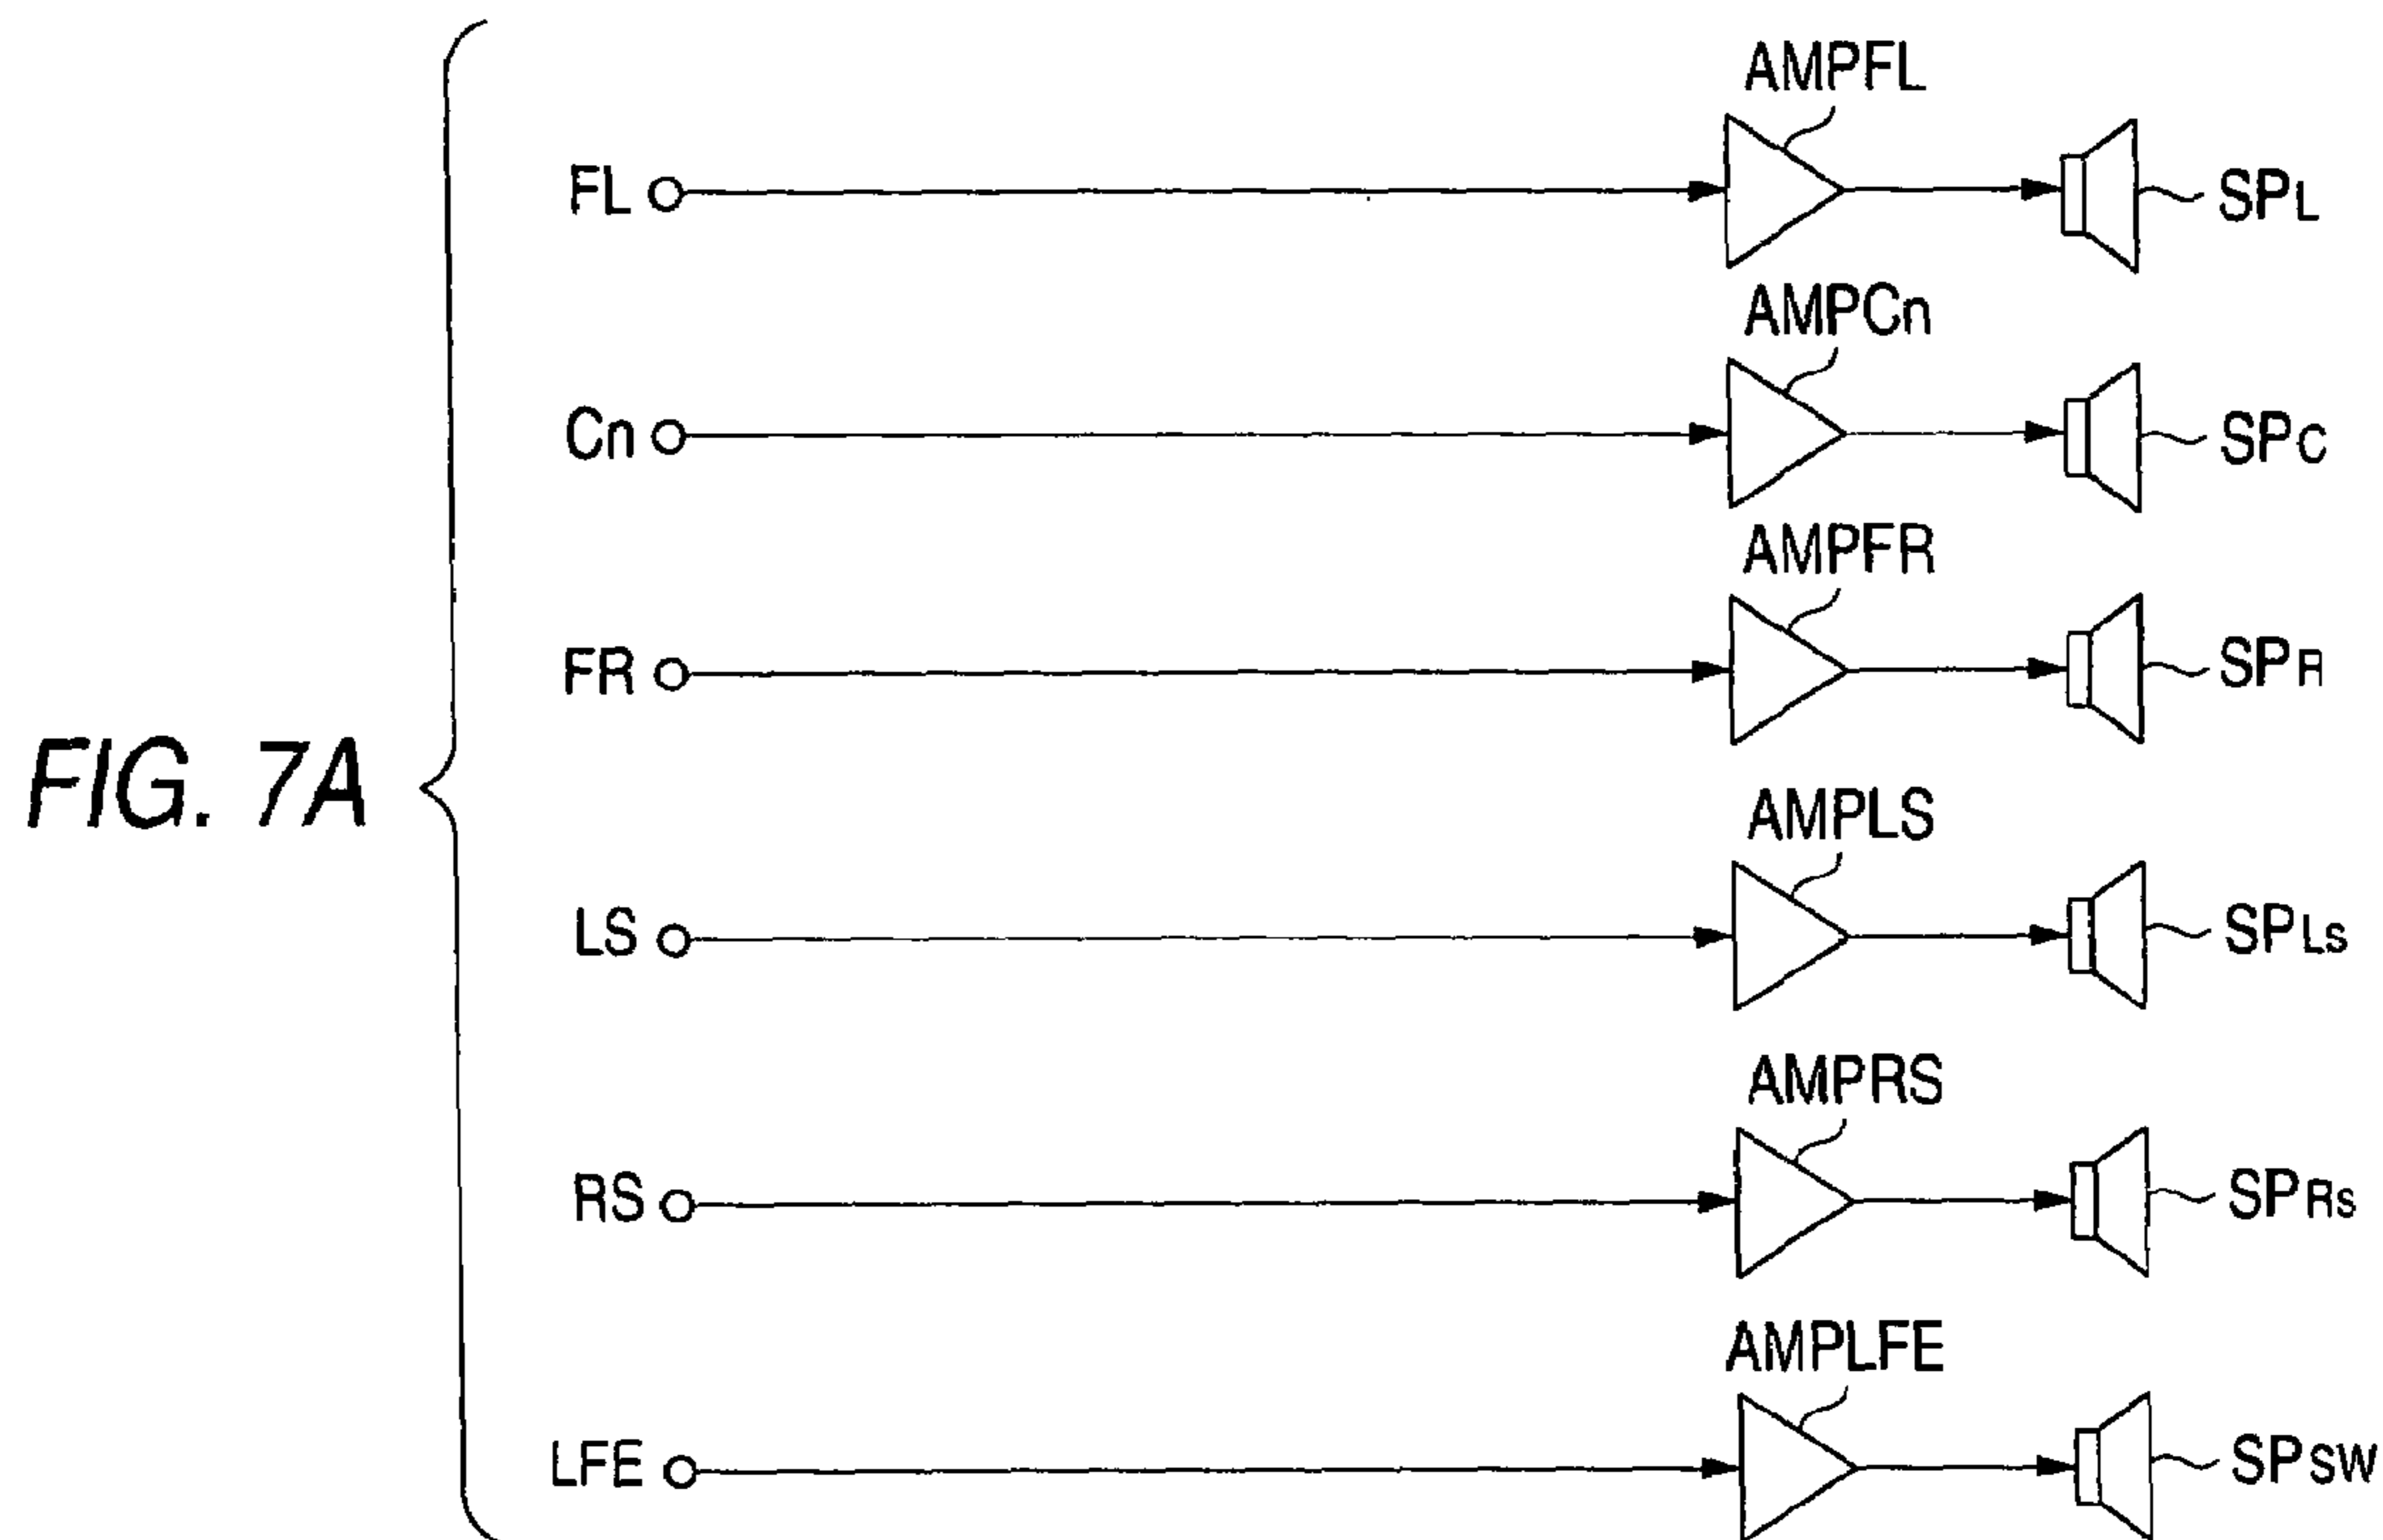 AMPFL
FL SPL
AMPCn
Cn SPC
AMPFR
FR SPR
FIG. 7A
AMPLS
LS SPLs
AMPRS
RS SPRs
AMPLFE
LFE SPSW